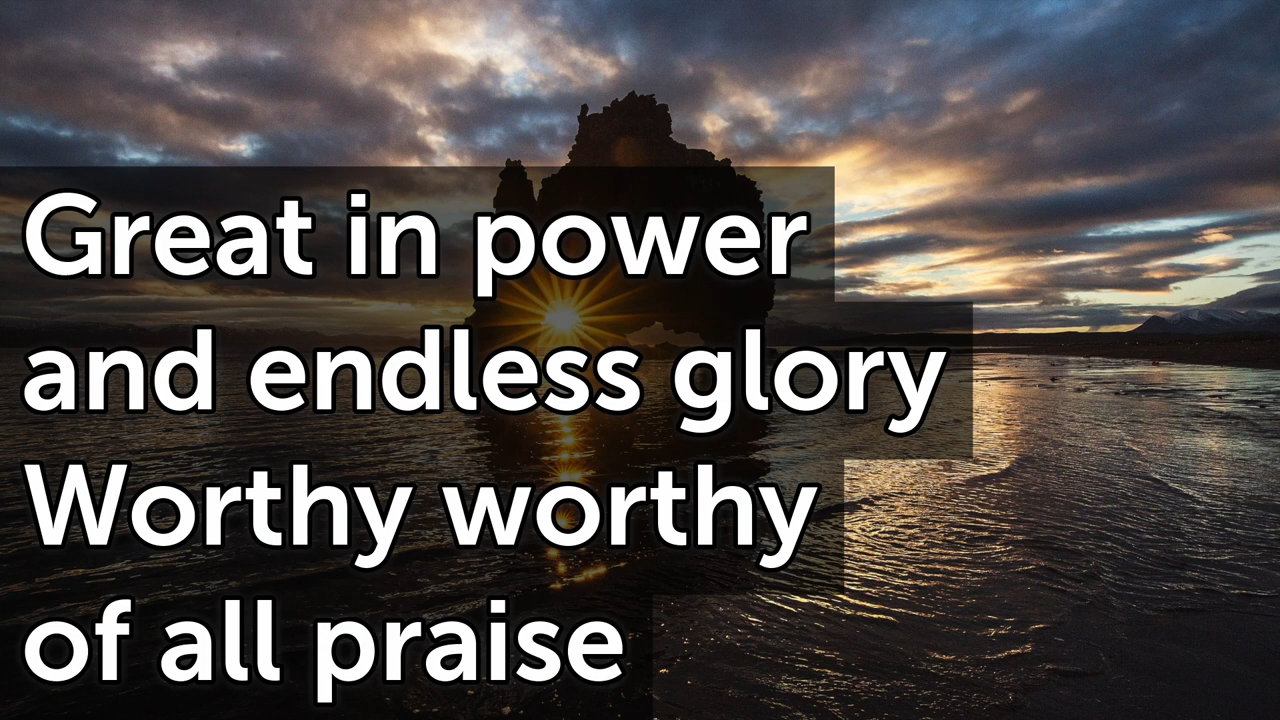 Great in power
and endless glory
Worthy worthy
of all praise